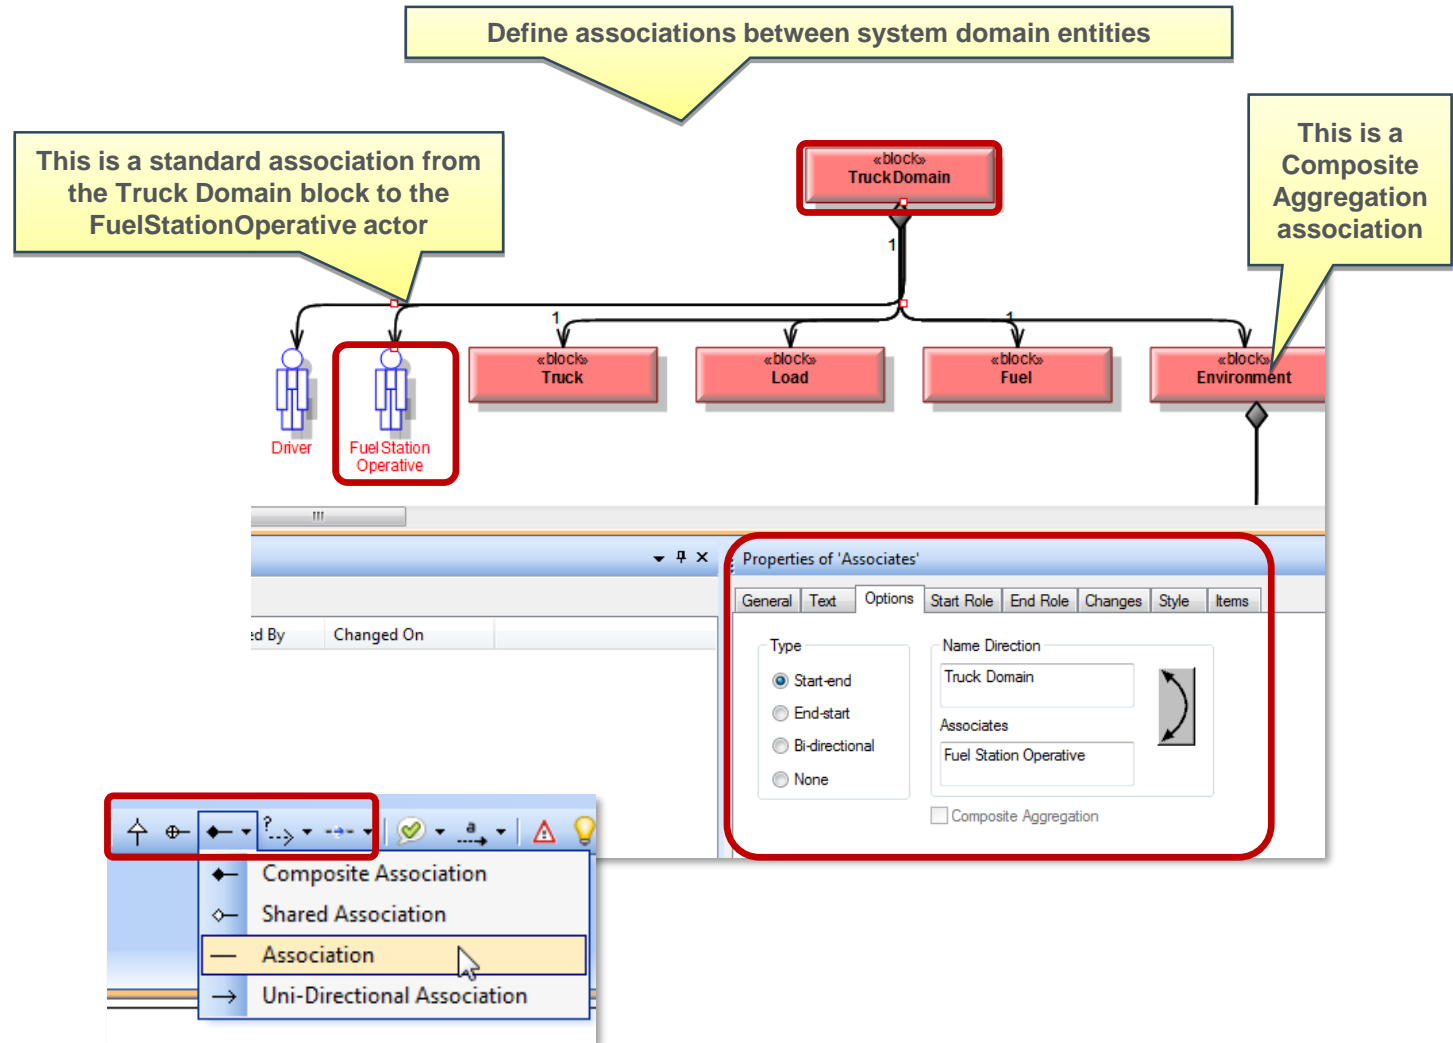 Define associations between system domain entities
This is a standard association from
the Truck Domain block to the
FuelStationOperative actor
This is a
Composite
Aggregation
association
«block»
TruckDomain
1
1
1
«block»
Truck
«block»
Load
«block»
Fuel
«block»
Environment
Driver
Fuel Station
Operative
Properties of 'Associates'
General
Text
Options
Start Role
End Role
Changes
Style
Items
ed By
Changed On
Type
Start-end
End-start
Bi-directional
None
Name Direction
Truck Domain
Associates
Fuel Station Operative
Composite Aggregation
?
a
Composite Association
Shared Association
Association
Uni-Directional Association